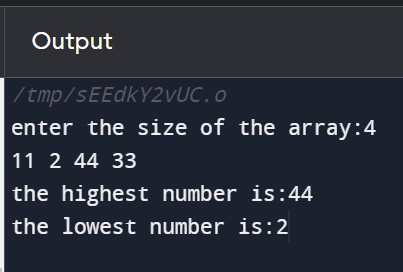 Output
/tmp/sEEdkY2vUC.o
enter the size of the array:4
11 2 44 33
the highest number is:44
the lowest number is:2